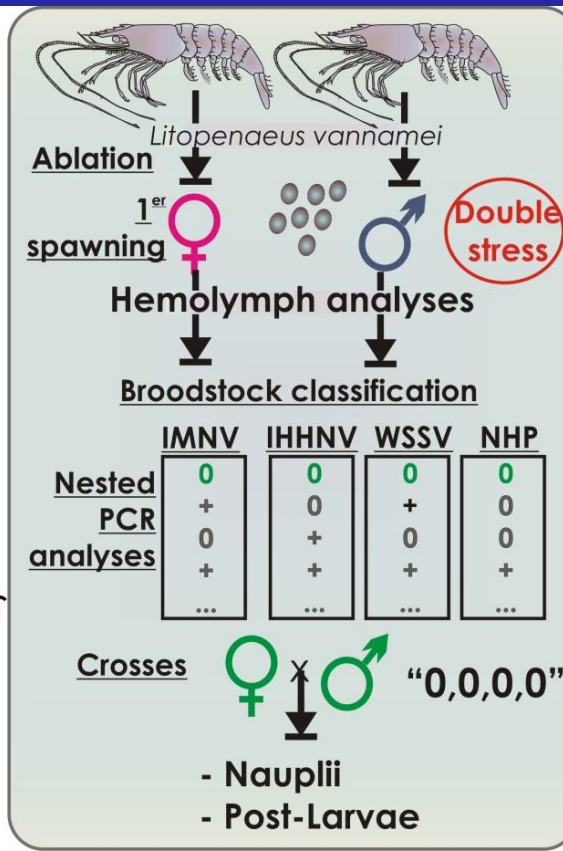 Litopenaeus vannamei
Ablation
1er spawning
Double stress
Hemolymph analyses
Broodstock classification
IMNV IHHNV WSSV NHP
Nested PCR analyses
0 0 0 0
+ 0 + 0
0 + 0 0
+ + + +
... ... ... ...
Crosses
x
“0,0,0,0”
- Nauplii
- Post-Larvae